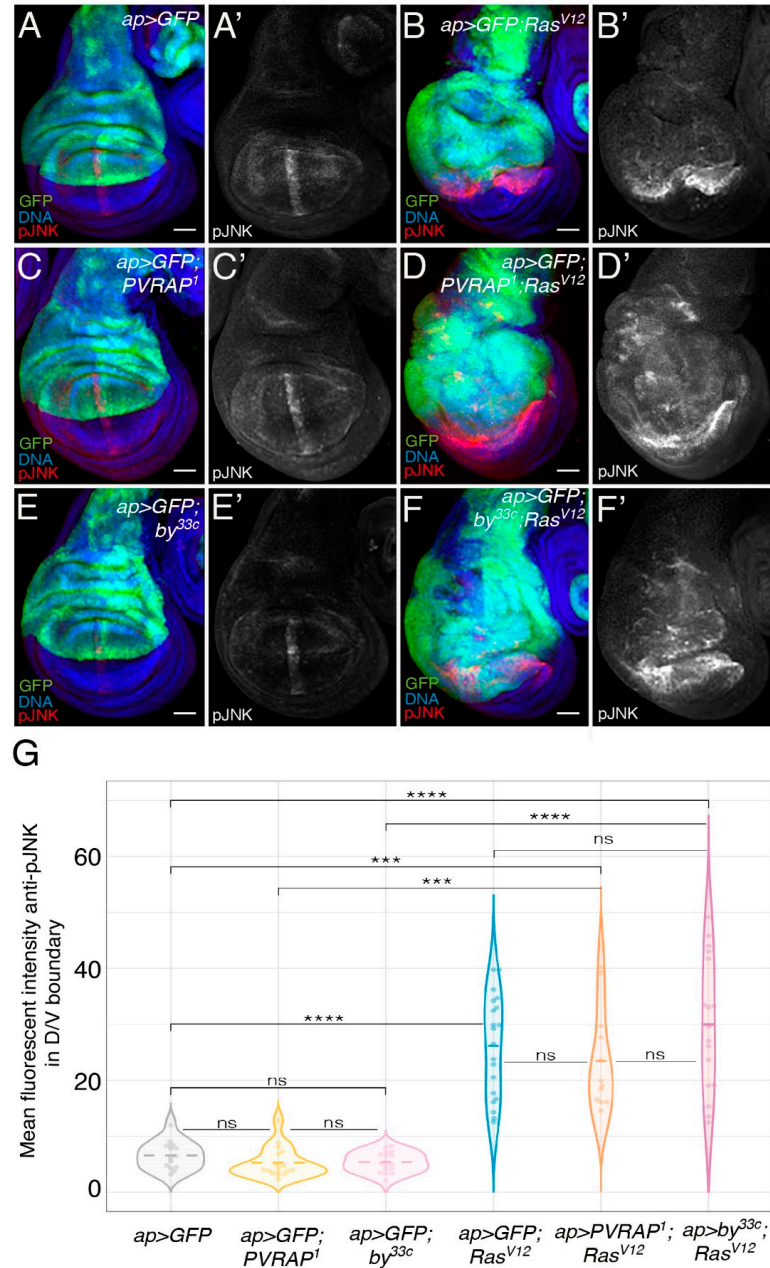 A
ap>GFP
A'
B
ap>GFP;Ras^V12
B'
GFP
DNA
pJNK
pJNK
GFP
DNA
pJNK
pJNK
C
ap>GFP;
PVRAP^1
C'
D
ap>GFP;
PVRAP^1;Ras^V12
D'
GFP
DNA
pJNK
pJNK
GFP
DNA
pJNK
pJNK
E
ap>GFP;
by^33c
E'
F
ap>GFP;
by^33c;Ras^V12
F'
GFP
DNA
pJNK
pJNK
GFP
DNA
pJNK
pJNK
G
Mean fluorescent intensity anti-pJNK
in D/V boundary
60
40
20
0
****
****
ns
***
***
****
ns
ns
ns
ns
ns
ap>GFP
ap>GFP;
PVRAP^1
ap>GFP;
by^33c
ap>GFP;
Ras^V12
ap>PVRAP^1;
Ras^V12
ap>by^33c;
Ras^V12